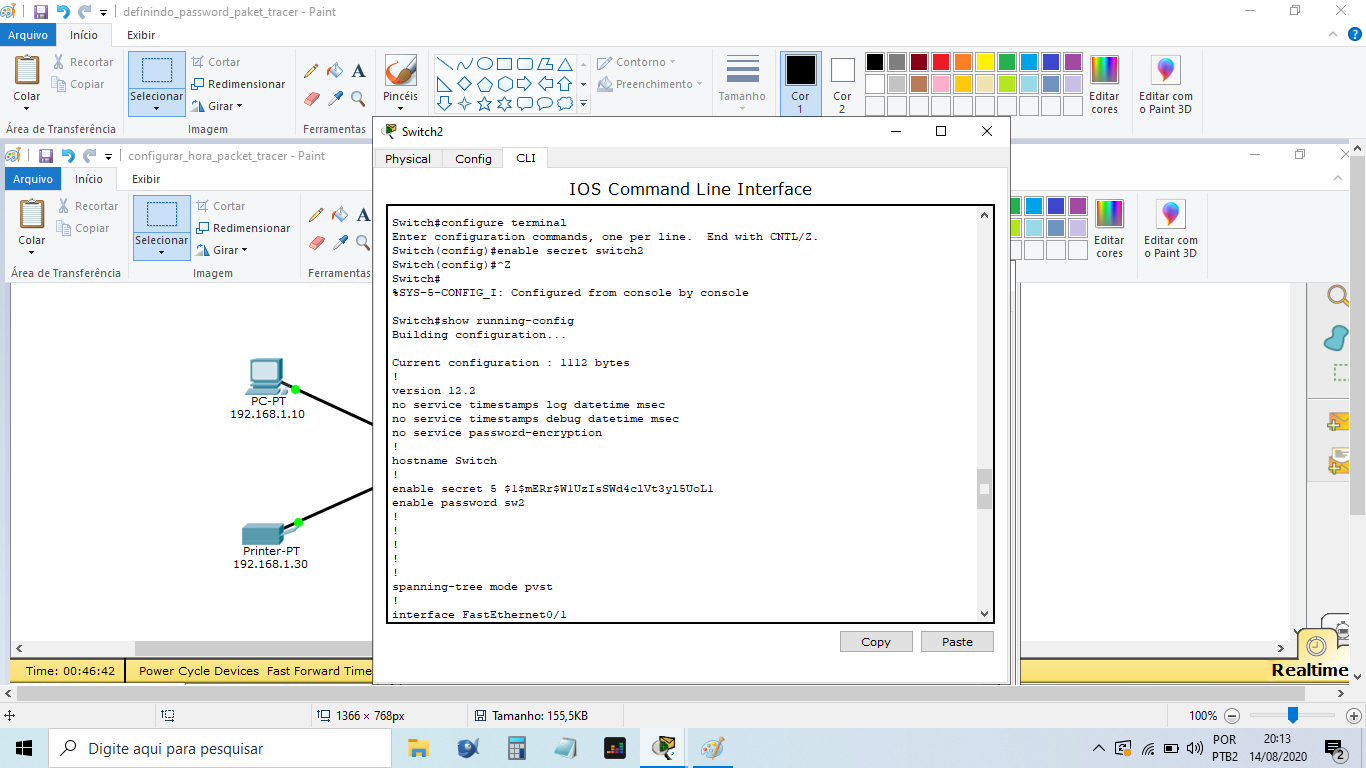 definindo_password_paket_tracer - Paint
Arquivo Início Exibir
Colar
Recortar
Copiar
Área de Transferência
Selecionar
Cortar
Redimensionar
Girar
Imagem
Ferramentas
Pincéis
Contorno
Preenchimento
Tamanho
Cor
1
Cor
2
Editar
cores
Editar com
o Paint 3D
configurar_hora_packet_tracer - Paint
Arquivo Início Exibir
Colar
Recortar
Copiar
Área de Transferência
Selecionar
Cortar
Redimensionar
Girar
Imagem
Ferramentas
Editar
cores
Editar com
o Paint 3D
Switch2
Physical Config CLI
IOS Command Line Interface
Switch#configure terminal
Enter configuration commands, one per line.  End with CNTL/Z.
Switch(config)#enable secret switch2
Switch(config)#^Z
Switch#
%SYS-5-CONFIG_I: Configured from console by console
Switch#show running-config
Building configuration...
Current configuration : 1112 bytes
!
version 12.2
no service timestamps log datetime msec
no service timestamps debug datetime msec
no service password-encryption
!
hostname Switch
!
enable secret 5 $1$mERr$W1UzIsSWd4clVt3yl5UoL1
enable password sw2
!
!
!
!
!
spanning-tree mode pvst
!
interface FastEthernet0/1
Copy Paste
PC-PT
192.168.1.10
Printer-PT
192.168.1.30
Time: 00:46:42 Power Cycle Devices Fast Forward Time
Realtime
1366 × 768px
Tamanho: 155,5KB
100%
Digite aqui para pesquisar
POR
PTB2
20:13
14/08/2020
2